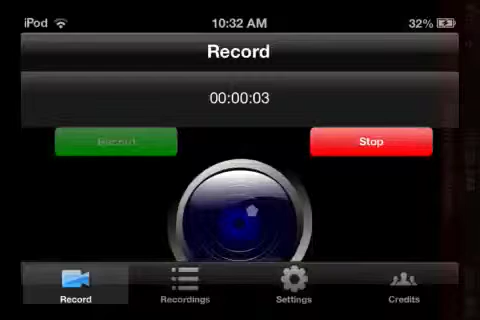 iPod 10:32 AM 32%
Record
00:00:03
Record Stop
Record Recordings Settings Credits